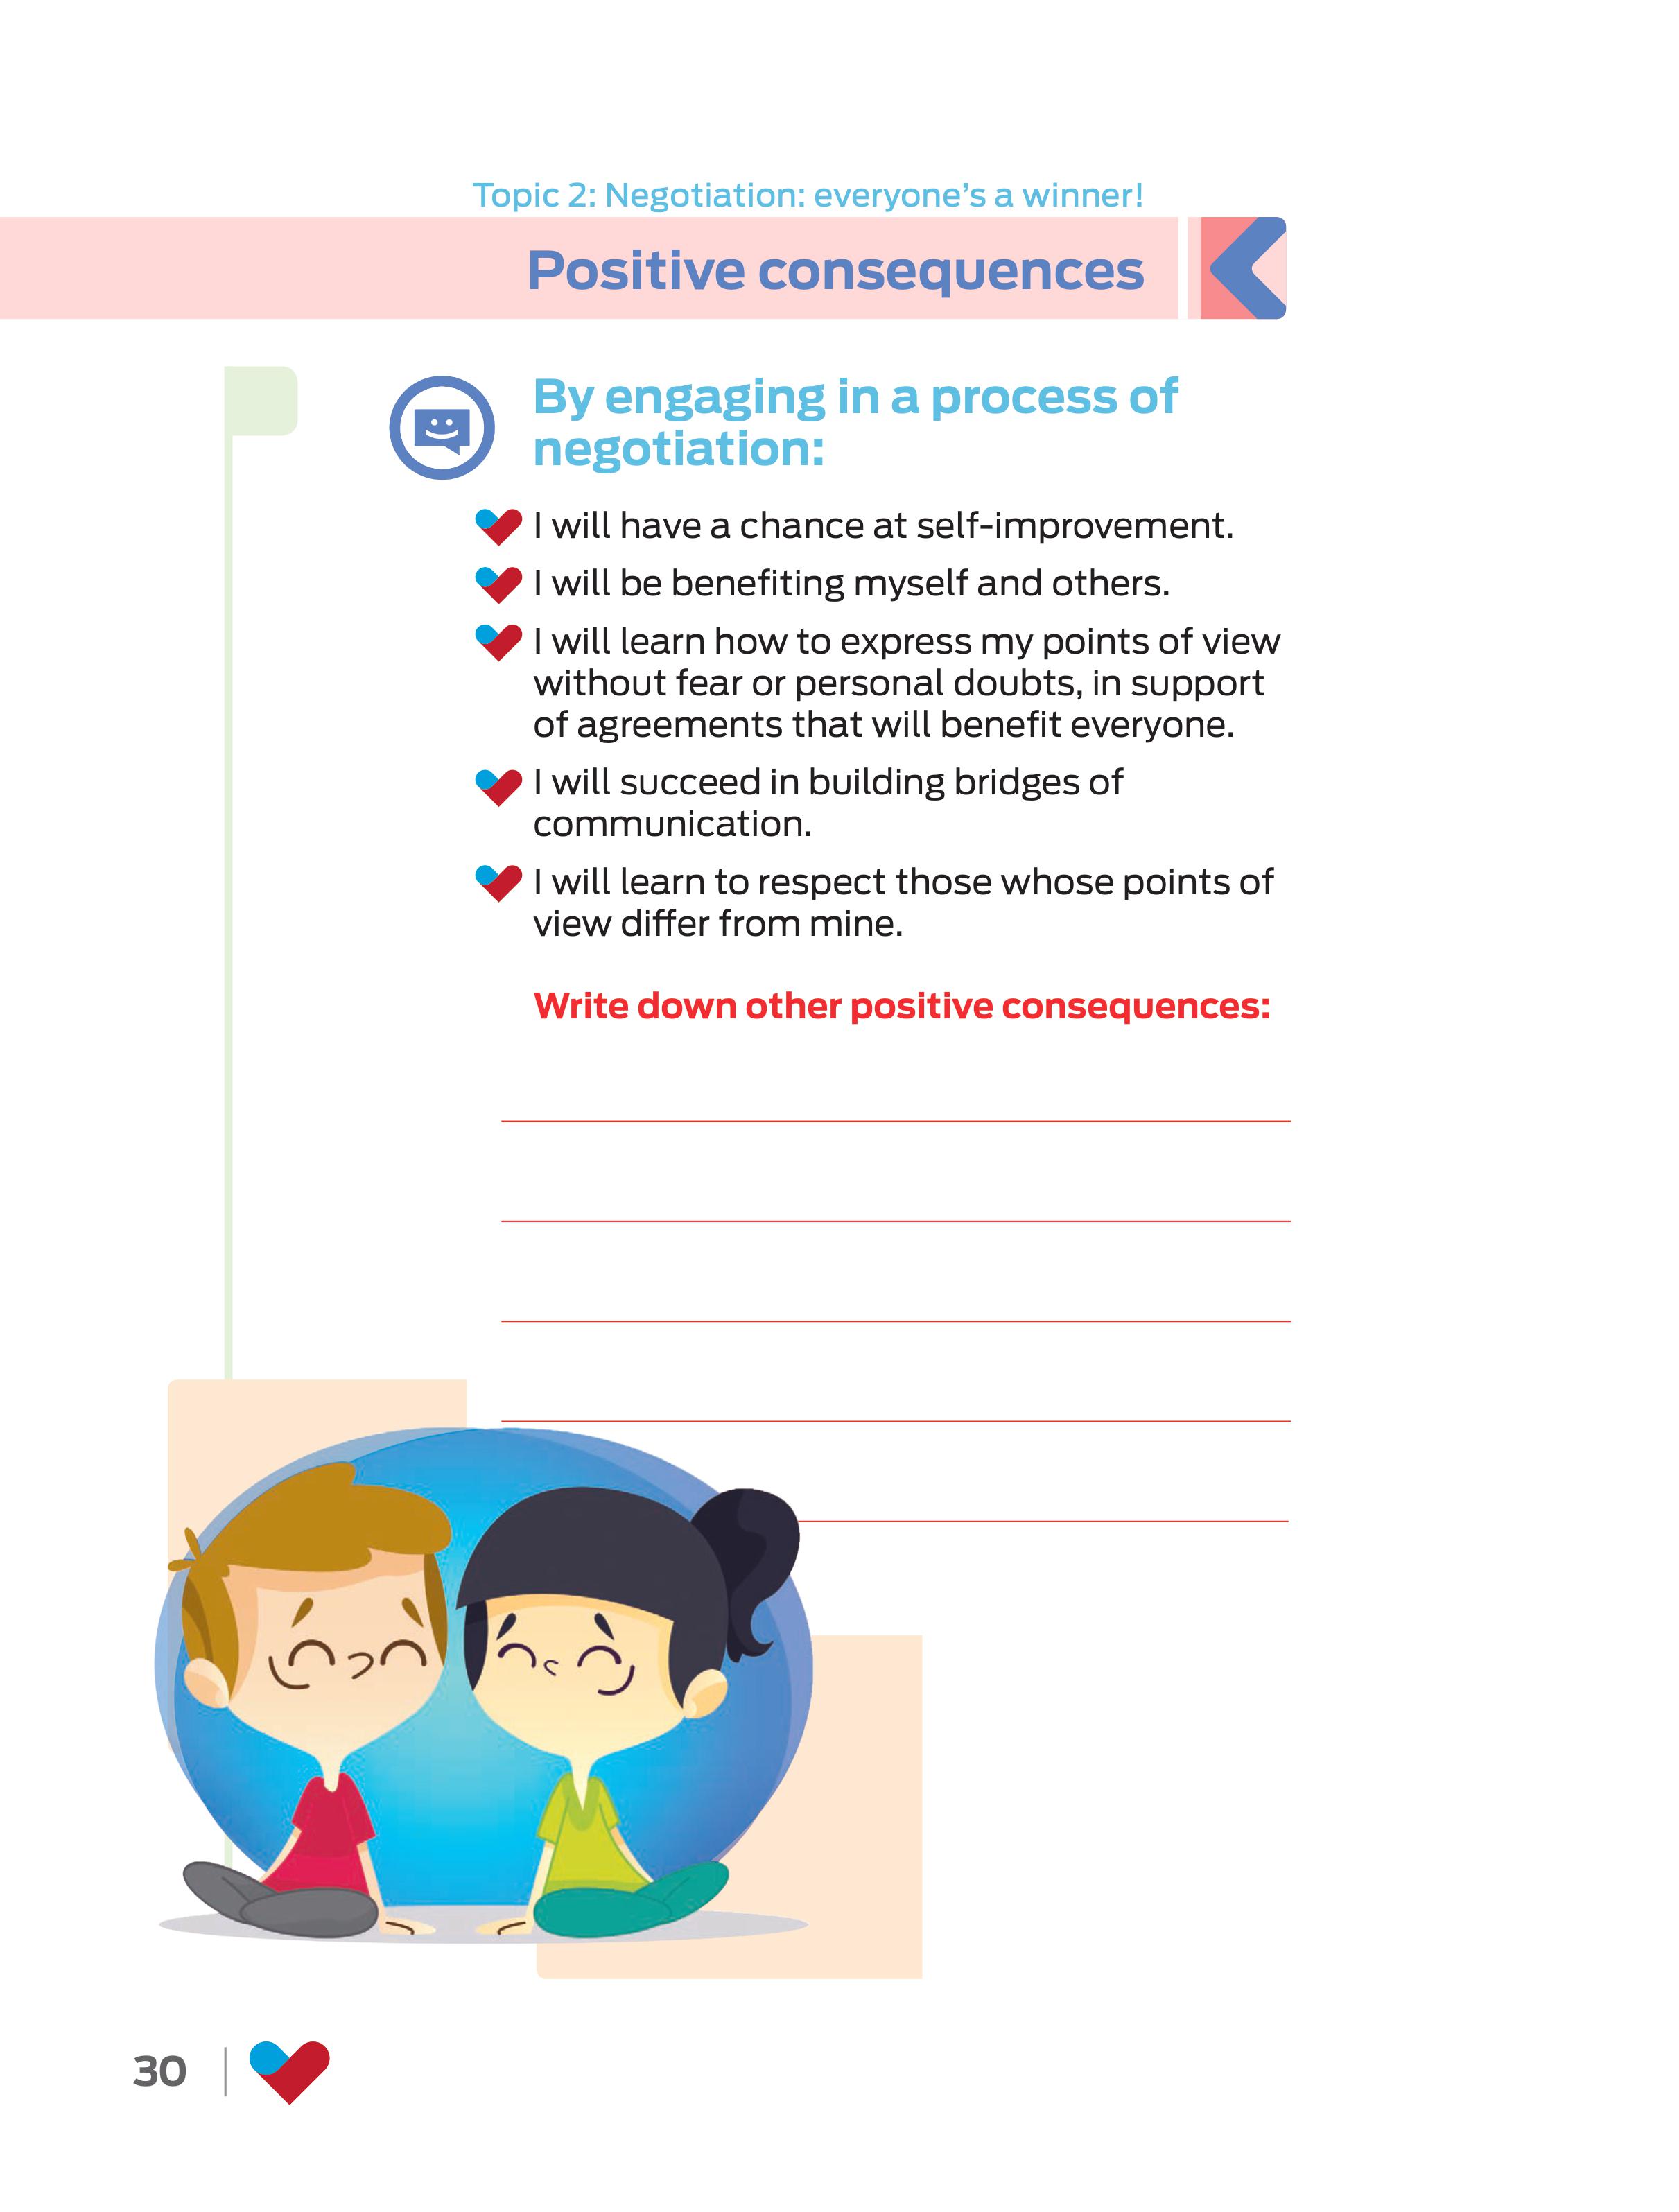 Topic 2: Negotiation: everyone's a winner!
Positive consequences
By engaging in a process of
negotiation:
I will have a chance at self-improvement.
I will be benefiting myself and others.
I will learn how to express my points of view
without fear or personal doubts, in support
of agreements that will benefit everyone.
I will succeed in building bridges of
communication.
I will learn to respect those whose points of
view differ from mine.
Write down other positive consequences:
30